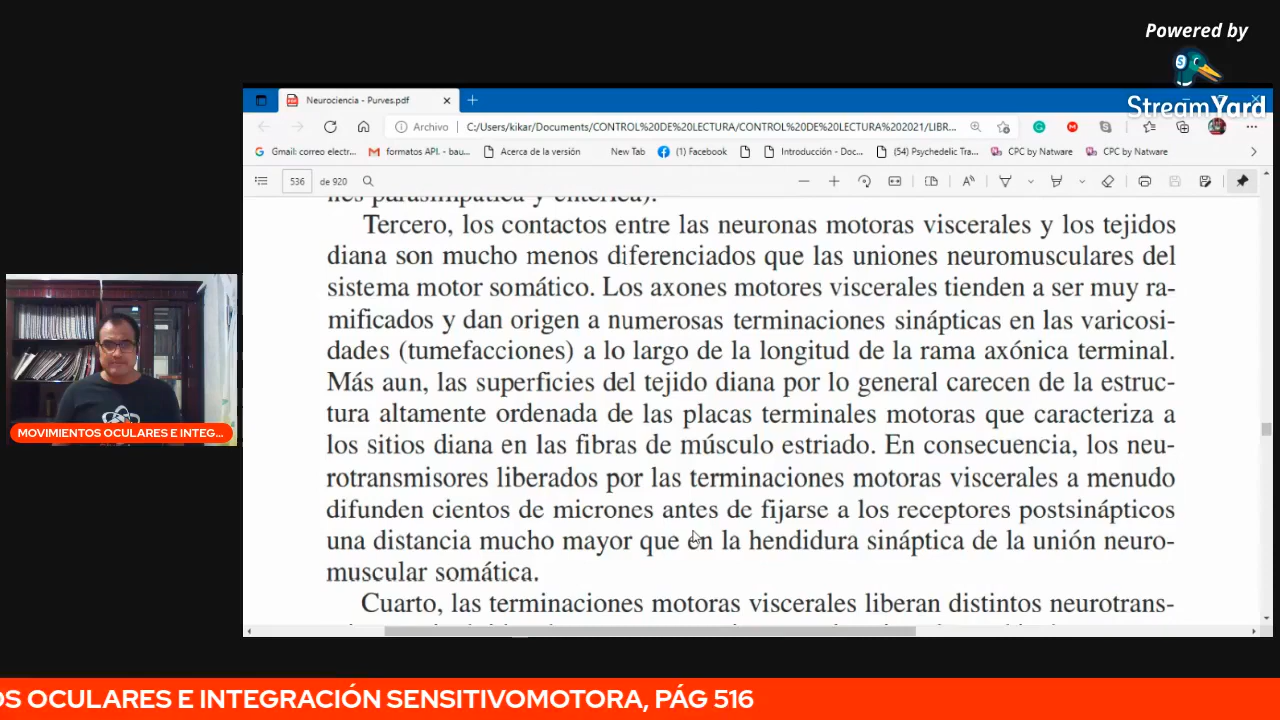 Powered by
StreamYard
Neurociencia - Purves.pdf
Archivo C:/Users/kikar/Documents/CONTROL%20DE%20LECTURA/CONTROL%20DE%20LECTURA%202021/LIBR...
Gmail: correo electr... formatos API. - bau... Acerca de la versión New Tab (1) Facebook Introducción - Doc... (54) Psychedelic Tra... CPC by Natware CPC by Natware
536 de 920
nes parasimpática y entérica).
Tercero, los contactos entre las neuronas motoras viscerales y los tejidos
diana son mucho menos diferenciados que las uniones neuromusculares del
sistema motor somático. Los axones motores viscerales tienden a ser muy ra-
mificados y dan origen a numerosas terminaciones sinápticas en las varicosi-
dades (tumefacciones) a lo largo de la longitud de la rama axónica terminal.
Más aun, las superficies del tejido diana por lo general carecen de la estruc-
tura altamente ordenada de las placas terminales motoras que caracteriza a
los sitios diana en las fibras de músculo estriado. En consecuencia, los neu-
rotransmisores liberados por las terminaciones motoras viscerales a menudo
difunden cientos de micrones antes de fijarse a los receptores postsinápticos
una distancia mucho mayor que en la hendidura sináptica de la unión neuro-
muscular somática.
Cuarto, las terminaciones motoras viscerales liberan distintos neurotrans-
MOVIMIENTOS OCULARES E INTEG...
OS OCULARES E INTEGRACIÓN SENSITIVOMOTORA, PÁG 516